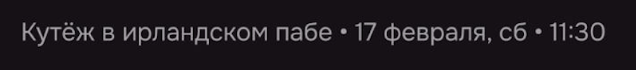 Кутёж в ирландском пабе • 17 февраля, сб • 11:30